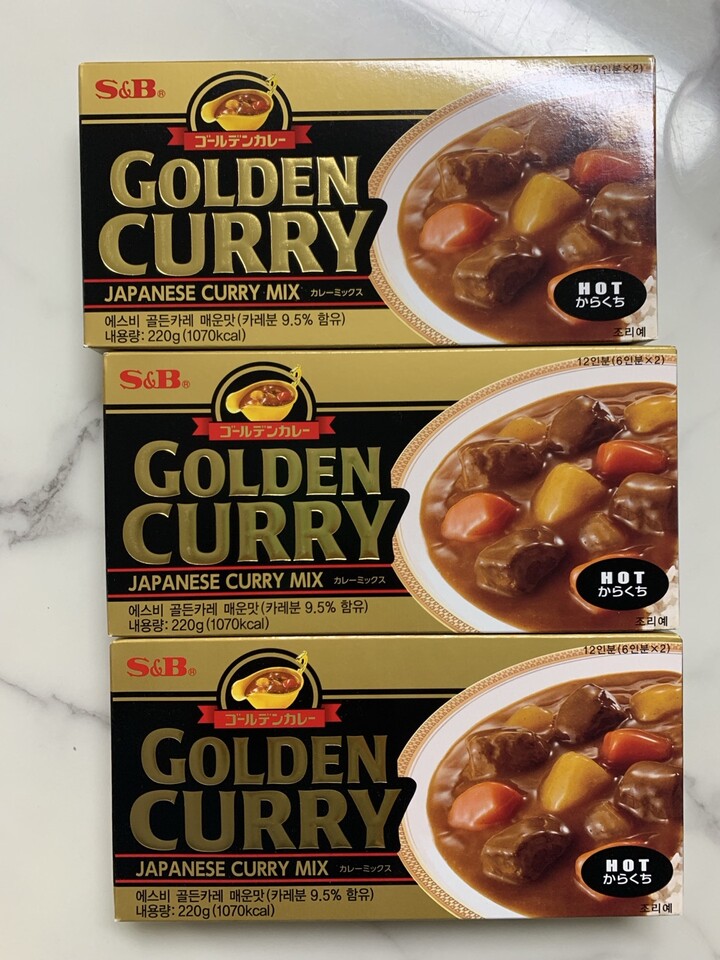 S&B®
(6인분×2)
ゴールデンカレー
GOLDEN
CURRY
JAPANESE CURRY MIX カレーミックス
HOT
からくち
에스비 골든카레 매운맛(카레분 9.5% 함유)
내용량: 220g(1070kcal)
조리예
S&B®
12인분(6인분×2)
ゴールデンカレー
GOLDEN
CURRY
JAPANESE CURRY MIX カレーミックス
HOT
からくち
에스비 골든카레 매운맛(카레분 9.5% 함유)
내용량: 220g(1070kcal)
조리예
S&B®
12인분(6인분×2)
ゴールデンカレー
GOLDEN
CURRY
JAPANESE CURRY MIX カレーミックス
HOT
からくち
에스비 골든카레 매운맛(카레분 9.5% 함유)
내용량: 220g(1070kcal)
조리예